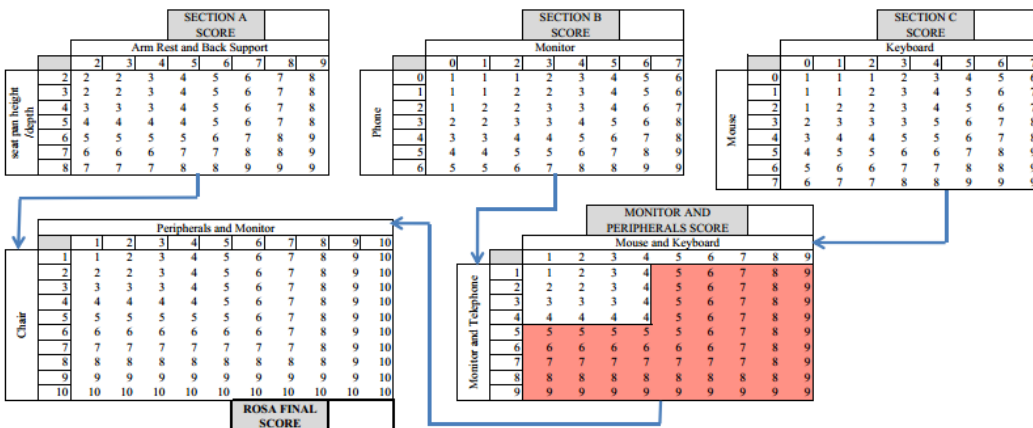 SECTION A
SCORE
Arm Rest and Back Support
2 3 4 5 6 7 8 9
seat pan height
/depth
2 2 2 3 4 5 6 7 8
3 2 2 3 4 5 6 7 8
4 3 3 3 4 5 6 7 8
5 4 4 4 4 5 6 7 8
6 5 5 5 5 6 7 8 9
7 6 6 6 7 7 8 8 9
8 7 7 7 8 8 9 9 9
SECTION B
SCORE
Monitor
0 1 2 3 4 5 6 7
Phone
0 1 1 1 2 3 4 5 6
1 1 1 2 2 3 4 5 6
2 1 2 2 3 3 4 6 7
3 2 2 3 3 4 5 6 8
4 3 3 4 4 5 6 7 8
5 4 4 5 5 6 7 8 9
6 5 5 6 7 8 8 9 9
SECTION C
SCORE
Keyboard
0 1 2 3 4 5 6 7
Mouse
0 1 1 1 2 3 4 5 6
1 1 1 2 3 4 5 6 7
2 1 2 2 3 4 5 6 7
3 2 3 3 3 5 6 7 8
4 3 4 4 5 5 6 7 8
5 4 5 5 6 6 7 8 9
6 5 6 6 7 7 8 8 9
7 6 7 7 8 8 9 9 9
Peripherals and Monitor
1 2 3 4 5 6 7 8 9 10
Chair
1 1 2 3 4 5 6 7 8 9 10
2 2 2 3 4 5 6 7 8 9 10
3 3 3 3 4 5 6 7 8 9 10
4 4 4 4 4 5 6 7 8 9 10
5 5 5 5 5 5 6 7 8 9 10
6 6 6 6 6 6 6 7 8 9 10
7 7 7 7 7 7 7 7 8 9 10
8 8 8 8 8 8 8 8 8 9 10
9 9 9 9 9 9 9 9 9 9 10
10 10 10 10 10 10 10 10 10 10 10
ROSA FINAL
SCORE
MONITOR AND
PERIPHERALS SCORE
Mouse and Keyboard
1 2 3 4 5 6 7 8 9
Monitor and Telephone
1 1 2 3 4 5 6 7 8 9
2 2 2 3 4 5 6 7 8 9
3 3 3 3 4 5 6 7 8 9
4 4 4 4 4 5 6 7 8 9
5 5 5 5 5 5 6 7 8 9
6 6 6 6 6 6 6 7 8 9
7 7 7 7 7 7 7 7 8 9
8 8 8 8 8 8 8 8 8 9
9 9 9 9 9 9 9 9 9 9